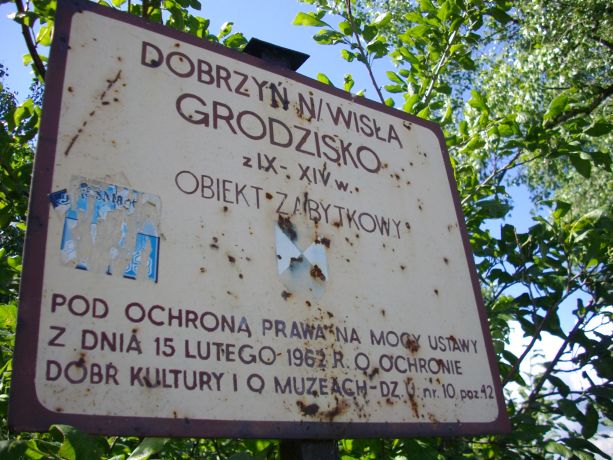 DOBRZYŃ N/WISŁĄ
GRODZISKO
z IX-XIV w.
OBIEKT ZABYTKOWY
POD OCHRONĄ PRAWA NA MOCY USTAWY
Z DNIA 15 LUTEGO 1962 R. O OCHRONIE
DÓBR KULTURY I O MUZEACH-DZ. U. nr. 10 poz. 42